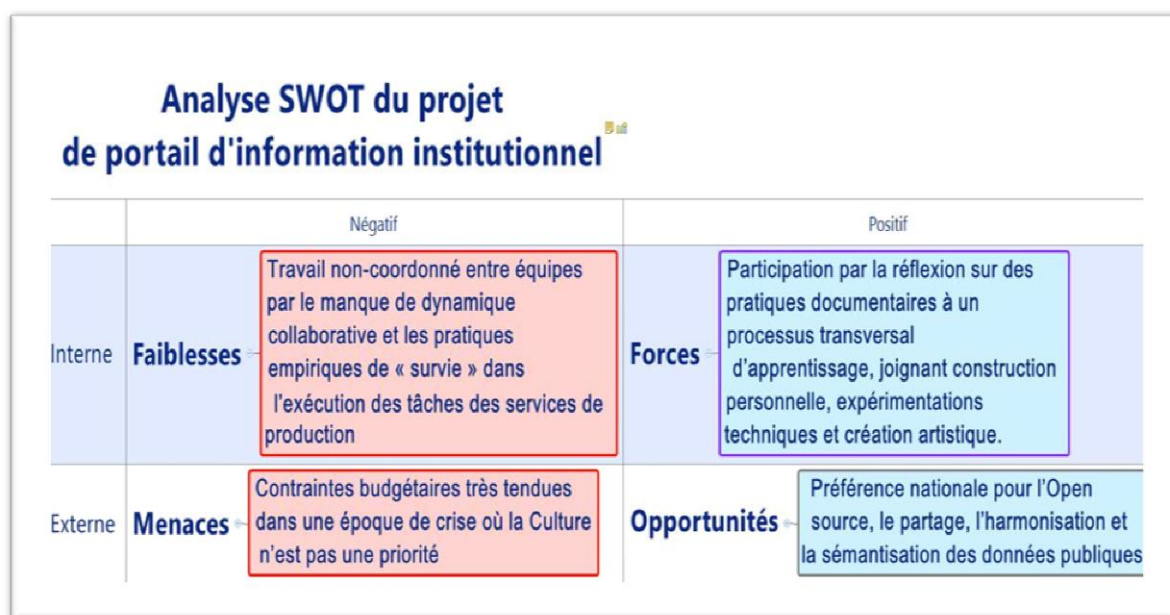 Analyse SWOT du projet
de portail d'information institutionnel
Négatif
Positif
Interne
Faiblesses
Travail non-coordonné entre équipes
par le manque de dynamique
collaborative et les pratiques
empiriques de « survie » dans
l'exécution des tâches des services de
production
Forces
Participation par la réflexion sur des
pratiques documentaires à un
processus transversal
d'apprentissage, joignant construction
personnelle, expérimentations
techniques et création artistique.
Externe
Menaces
Contraintes budgétaires très tendues
dans une époque de crise où la Culture
n'est pas une priorité
Opportunités
Préférence nationale pour l'Open
source, le partage, l'harmonisation et
la sémantisation des données publiques